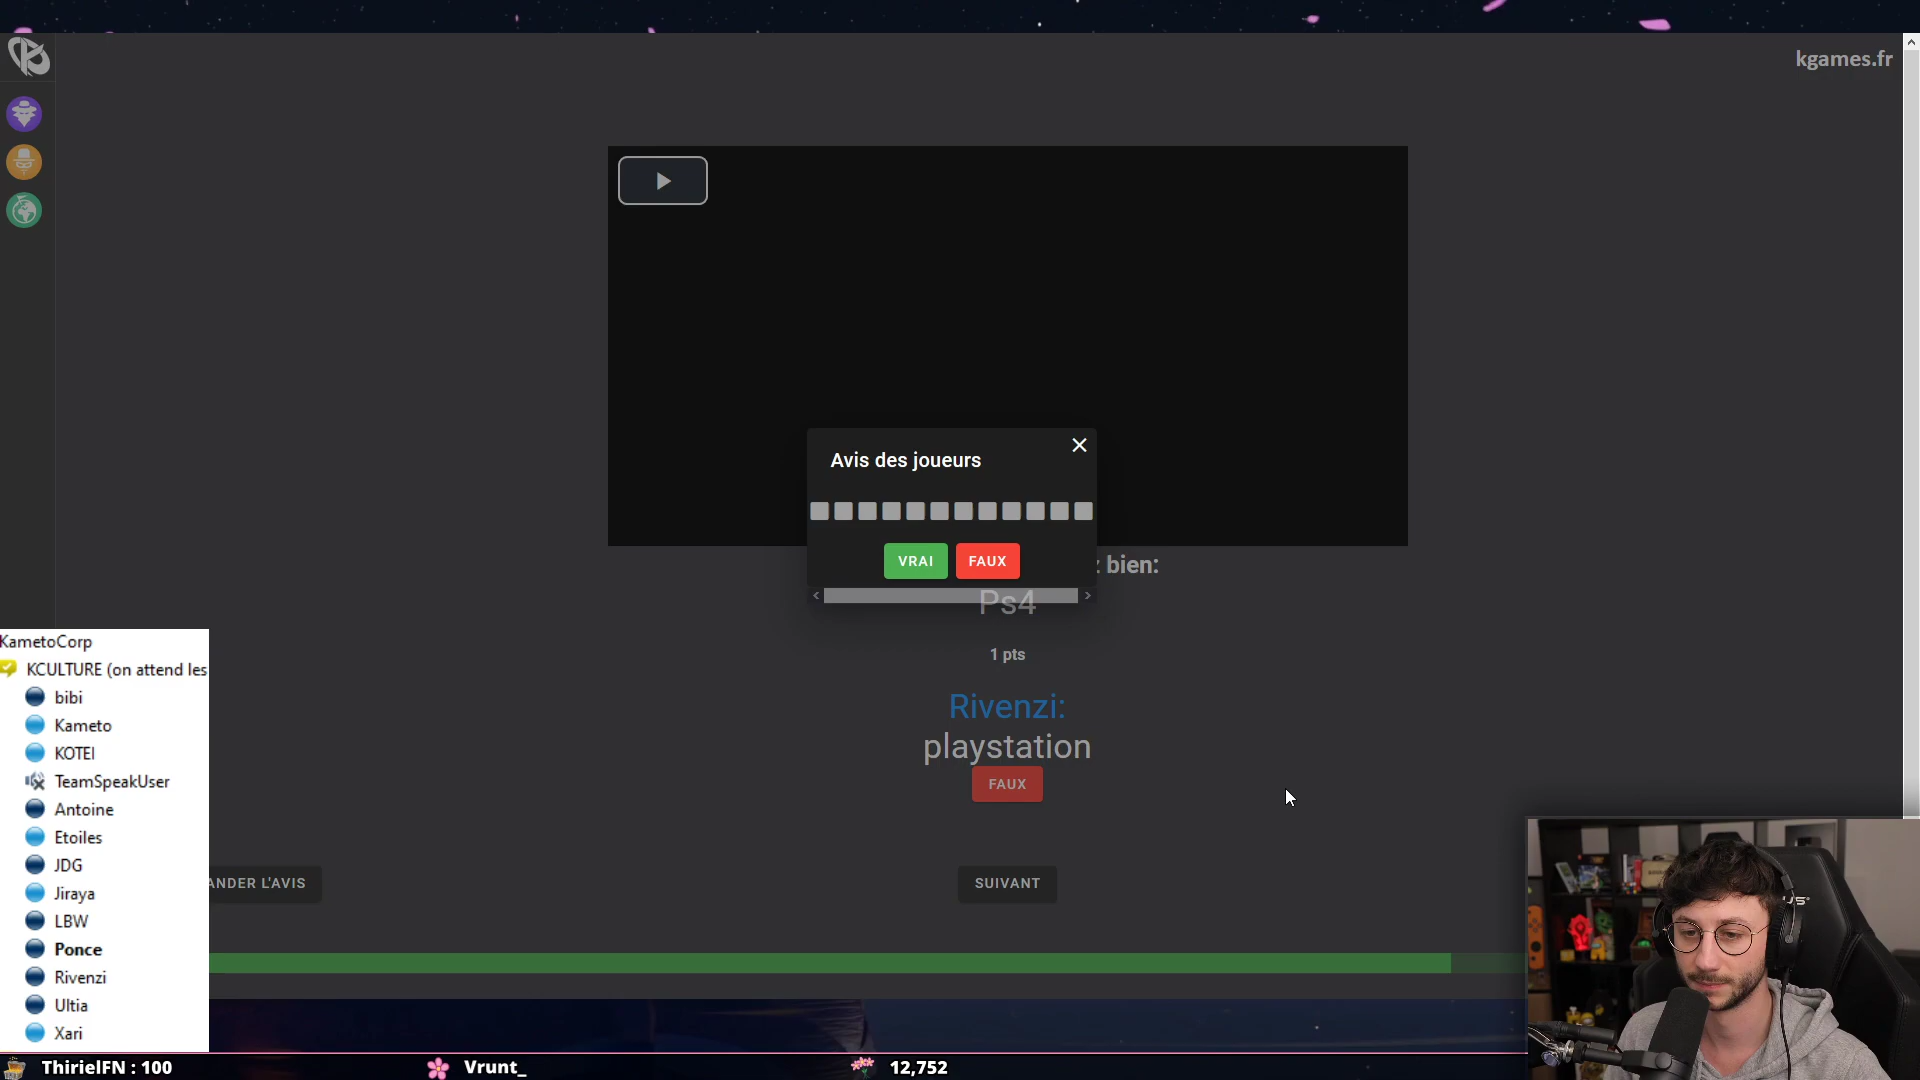 kgames.fr
Avis des joueurs
VRAI
FAUX
z bien:
Ps4
1 pts
Rivenzi:
playstation
FAUX
ANDER L'AVIS
SUIVANT
KametoCorp
KCULTURE (on attend les
bibi
Kameto
KOTEI
TeamSpeakUser
Antoine
Etoiles
JDG
Jiraya
LBW
Ponce
Rivenzi
Ultia
Xari
ThirielFN : 100
Vrunt_
12,752